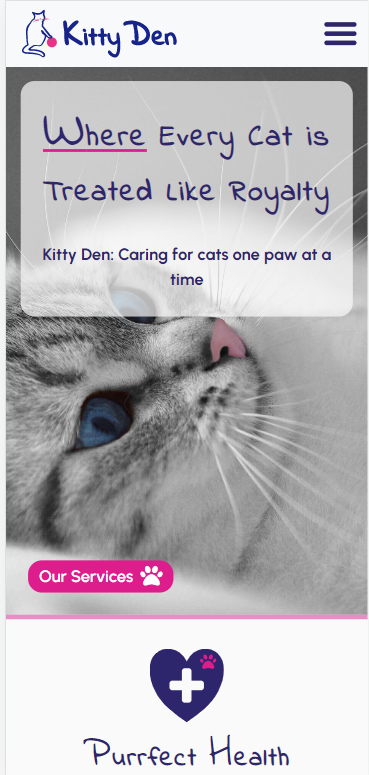 Kitty Den
Where Every Cat is
Treated Like Royalty
Kitty Den: Caring for cats one paw at a
time
Our Services
Purrfect Health